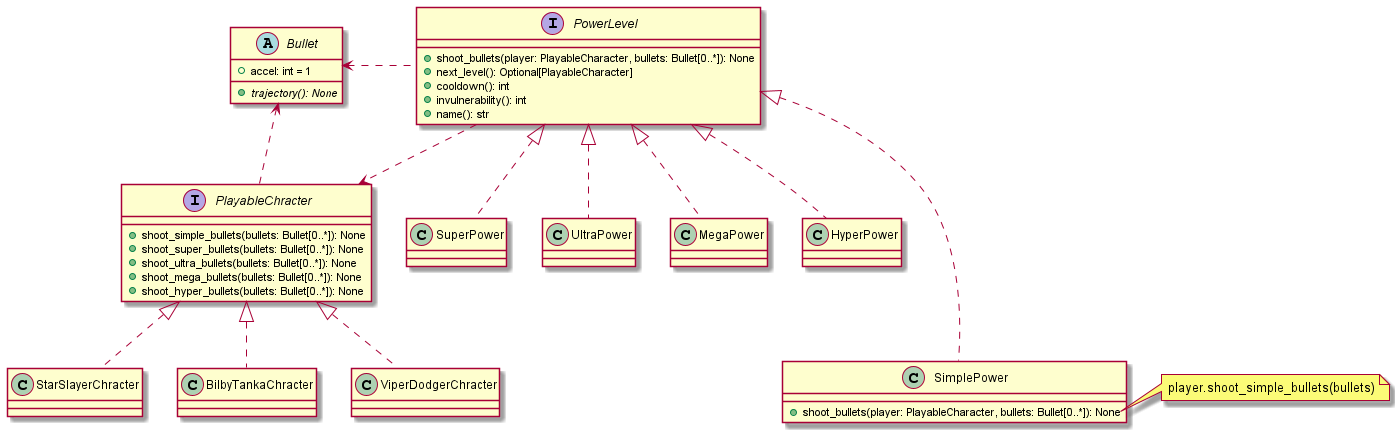 I PowerLevel
shoot_bullets(player: PlayableCharacter, bullets: Bullet[0..*]): None
next_level(): Optional[PlayableCharacter]
cooldown(): int
invulnerability(): int
name(): str
A Bullet
accel: int = 1
trajectory(): None
I PlayableChracter
shoot_simple_bullets(bullets: Bullet[0..*]): None
shoot_super_bullets(bullets: Bullet[0..*]): None
shoot_ultra_bullets(bullets: Bullet[0..*]): None
shoot_mega_bullets(bullets: Bullet[0..*]): None
shoot_hyper_bullets(bullets: Bullet[0..*]): None
C SuperPower
C UltraPower
C MegaPower
C HyperPower
C StarSlayerChracter
C BilbyTankaChracter
C ViperDodgerChracter
C SimplePower
shoot_bullets(player: PlayableCharacter, bullets: Bullet[0..*]): None
player.shoot_simple_bullets(bullets)